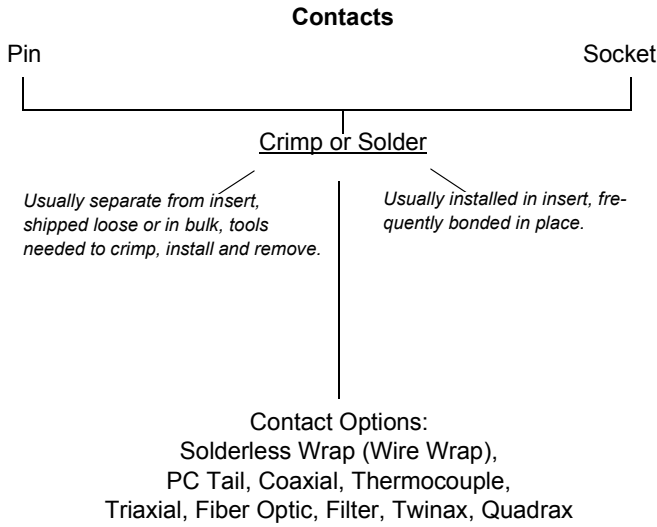 Contacts
Pin
Socket
Crimp or Solder
Usually separate from insert,
shipped loose or in bulk, tools
needed to crimp, install and remove.
Usually installed in insert, fre-
quently bonded in place.
Contact Options:
Solderless Wrap (Wire Wrap),
PC Tail, Coaxial, Thermocouple,
Triaxial, Fiber Optic, Filter, Twinax, Quadrax